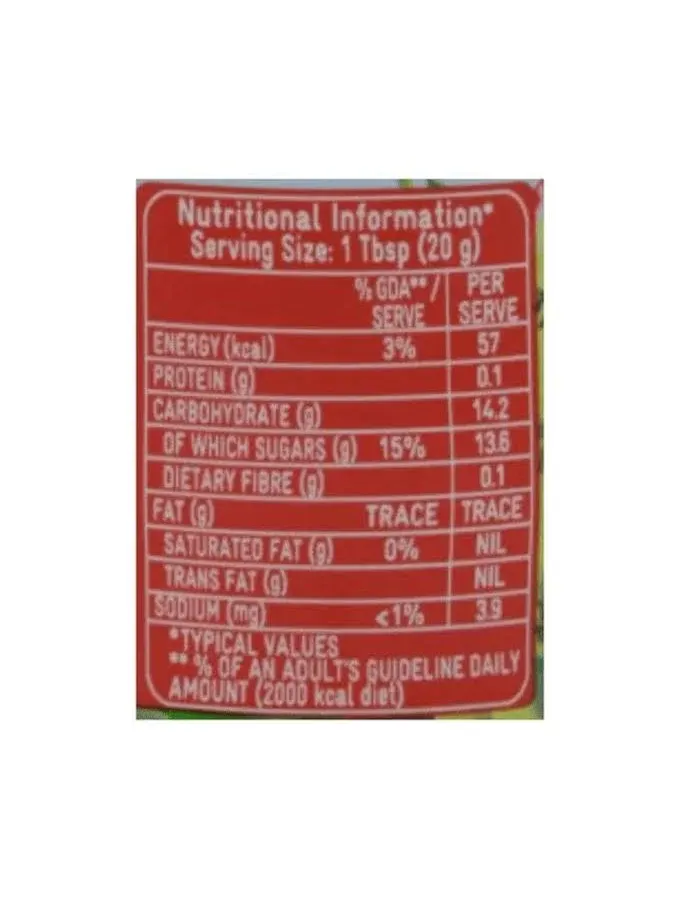 Nutritional Information*
Serving Size: 1 Tbsp (20 g)
% GDA** / SERVE PER SERVE
ENERGY (kcal) 3% 57
PROTEIN (g) 0.1
CARBOHYDRATE (g) 14.2
OF WHICH SUGARS (g) 15% 13.6
DIETARY FIBRE (g) 0.1
FAT (g) TRACE TRACE
SATURATED FAT (g) 0% NIL
TRANS FAT (g) NIL
SODIUM (mg) <1% 3.9
*TYPICAL VALUES
** % OF AN ADULT'S GUIDELINE DAILY
AMOUNT (2000 kcal diet)